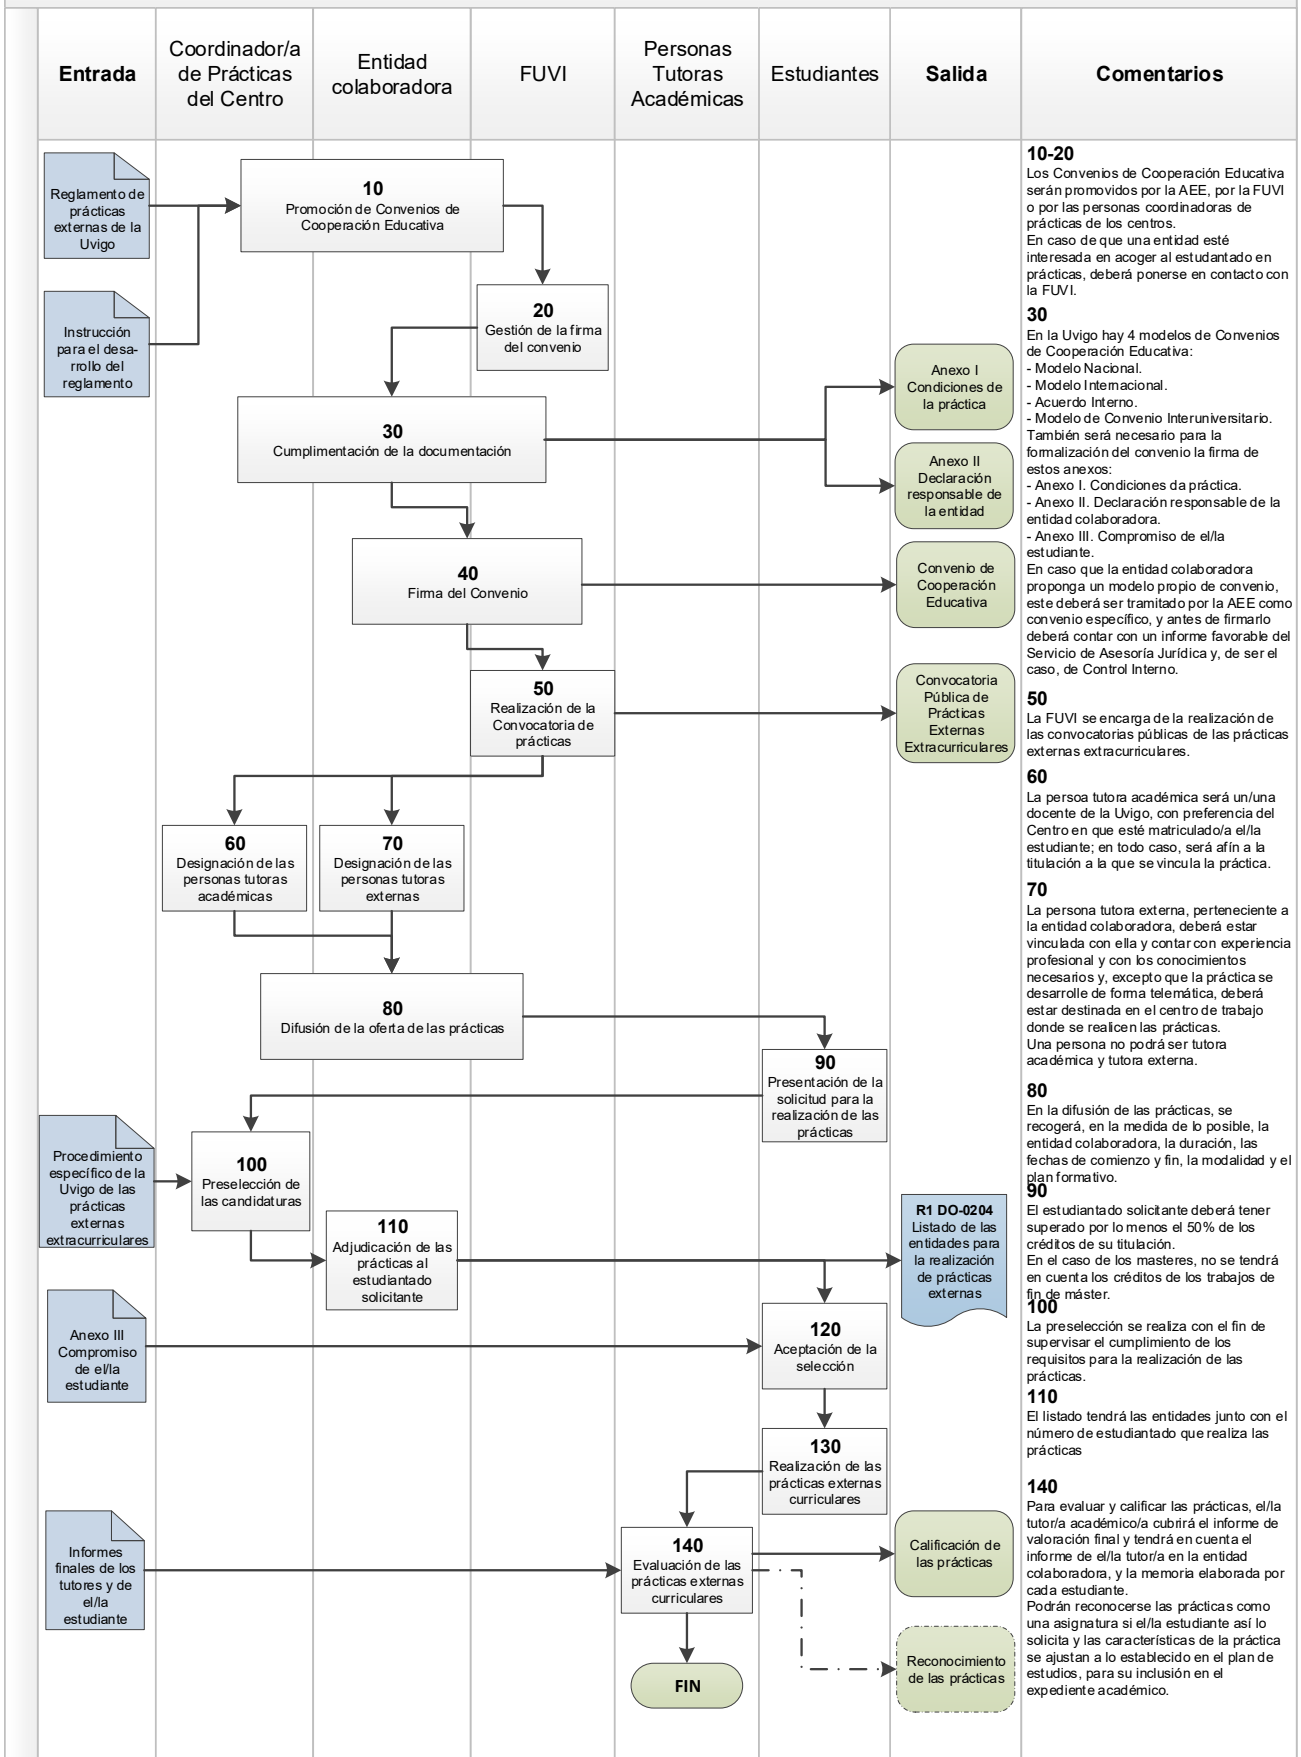 Entrada
Coordinador/a
de Prácticas
del Centro
Entidad
colaboradora
FUVI
Personas
Tutoras
Académicas
Estudiantes
Salida
Comentarios
Reglamento de
prácticas
externas de la
Uvigo
Instrucción
para el desa-
rrollo del
reglamento
10
Promoción de Convenios de
Cooperación Educativa
20
Gestión de la firma
del convenio
30
Cumplimentación de la documentación
Anexo I
Condiciones de
la práctica
Anexo II
Declaración
responsable de
la entidad
40
Firma del Convenio
Convenio de
Cooperación
Educativa
50
Realización de la
Convocatoria de
prácticas
Convocatoria
Pública de
Prácticas
Externas
Extracurriculares
60
Designación de las
personas tutoras
académicas
70
Designación de las
personas tutoras
externas
80
Difusión de la oferta de las prácticas
90
Presentación de la
solicitud para la
realización de las
prácticas
Procedimiento
específico de la
Uvigo de las
prácticas
externas
extracurriculares
100
Preselección de
las candidaturas
110
Adjudicación de las
prácticas al
estudiantado
solicitante
R1 DO-0204
Listado de las
entidades para
la realización
de prácticas
externas
Anexo III
Compromiso
de el/la
estudiante
120
Aceptación de la
selección
130
Realización de las
prácticas externas
curriculares
Informes
finales de los
tutores y de
el/la
estudiante
140
Evaluación de las
prácticas externas
curriculares
Calificación de
las prácticas
Reconocimiento
de las prácticas
FIN
10-20
Los Convenios de Cooperación Educativa
serán promovidos por la AEE, por la FUVI
o por las personas coordinadoras de
prácticas de los centros.
En caso de que una entidad esté
interesada en acoger al estudantado en
prácticas, deberá ponerse en contacto con
la FUVI.
30
En la Uvigo hay 4 modelos de Convenios
de Cooperación Educativa:
- Modelo Nacional.
- Modelo Internacional.
- Acuerdo Interno.
- Modelo de Convenio Interuniversitario.
También será necesario para la
formalización del convenio la firma de
estos anexos:
- Anexo I. Condiciones da práctica.
- Anexo II. Declaración responsable de la
entidad colaboradora.
- Anexo III. Compromiso de el/la
estudiante.
En caso que la entidad colaboradora
proponga un modelo propio de convenio,
este deberá ser tramitado por la AEE como
convenio específico, y antes de firmarlo
deberá contar con un informe favorable del
Servicio de Asesoría Jurídica y, de ser el
caso, de Control Interno.
50
La FUVI se encarga de la realización de
las convocatorias públicas de las prácticas
externas extracurriculares.
60
La persoa tutora académica será un/una
docente de la Uvigo, con preferencia del
Centro en que esté matriculado/a el/la
estudiante; en todo caso, será afín a la
titulación a la que se vincula la práctica.
70
La persona tutora externa, perteneciente a
la entidad colaboradora, deberá estar
vinculada con ella y contar con experiencia
profesional y con los conocimientos
necesarios y, excepto que la práctica se
desarrolle de forma telemática, deberá
estar destinada en el centro de trabajo
donde se realicen las prácticas.
Una persona no podrá ser tutora
académica y tutora externa.
80
En la difusión de las prácticas, se
recogerá, en la medida de lo posible, la
entidad colaboradora, la duración, las
fechas de comienzo y fin, la modalidad y el
plan formativo.
90
El estudiantado solicitante deberá tener
superado por lo menos el 50% de los
créditos de su titulación.
En el caso de los masteres, no se tendrá
en cuenta los créditos de los trabajos de
fin de máster.
100
La preselección se realiza con el fin de
supervisar el cumplimiento de los
requisitos para la realización de las
prácticas.
110
El listado tendrá las entidades junto con el
número de estudiantado que realiza las
prácticas
140
Para evaluar y calificar las prácticas, el/la
tutor/a académico/a cubrirá el informe de
valoración final y tendrá en cuenta el
informe de el/la tutor/a en la entidad
colaboradora, y la memoria elaborada por
cada estudiante.
Podrán reconocerse las prácticas como
una asignatura si el/la estudiante así lo
solicita y las características de la práctica
se ajustan a lo establecido en el plan de
estudios, para su inclusión en el
expediente académico.